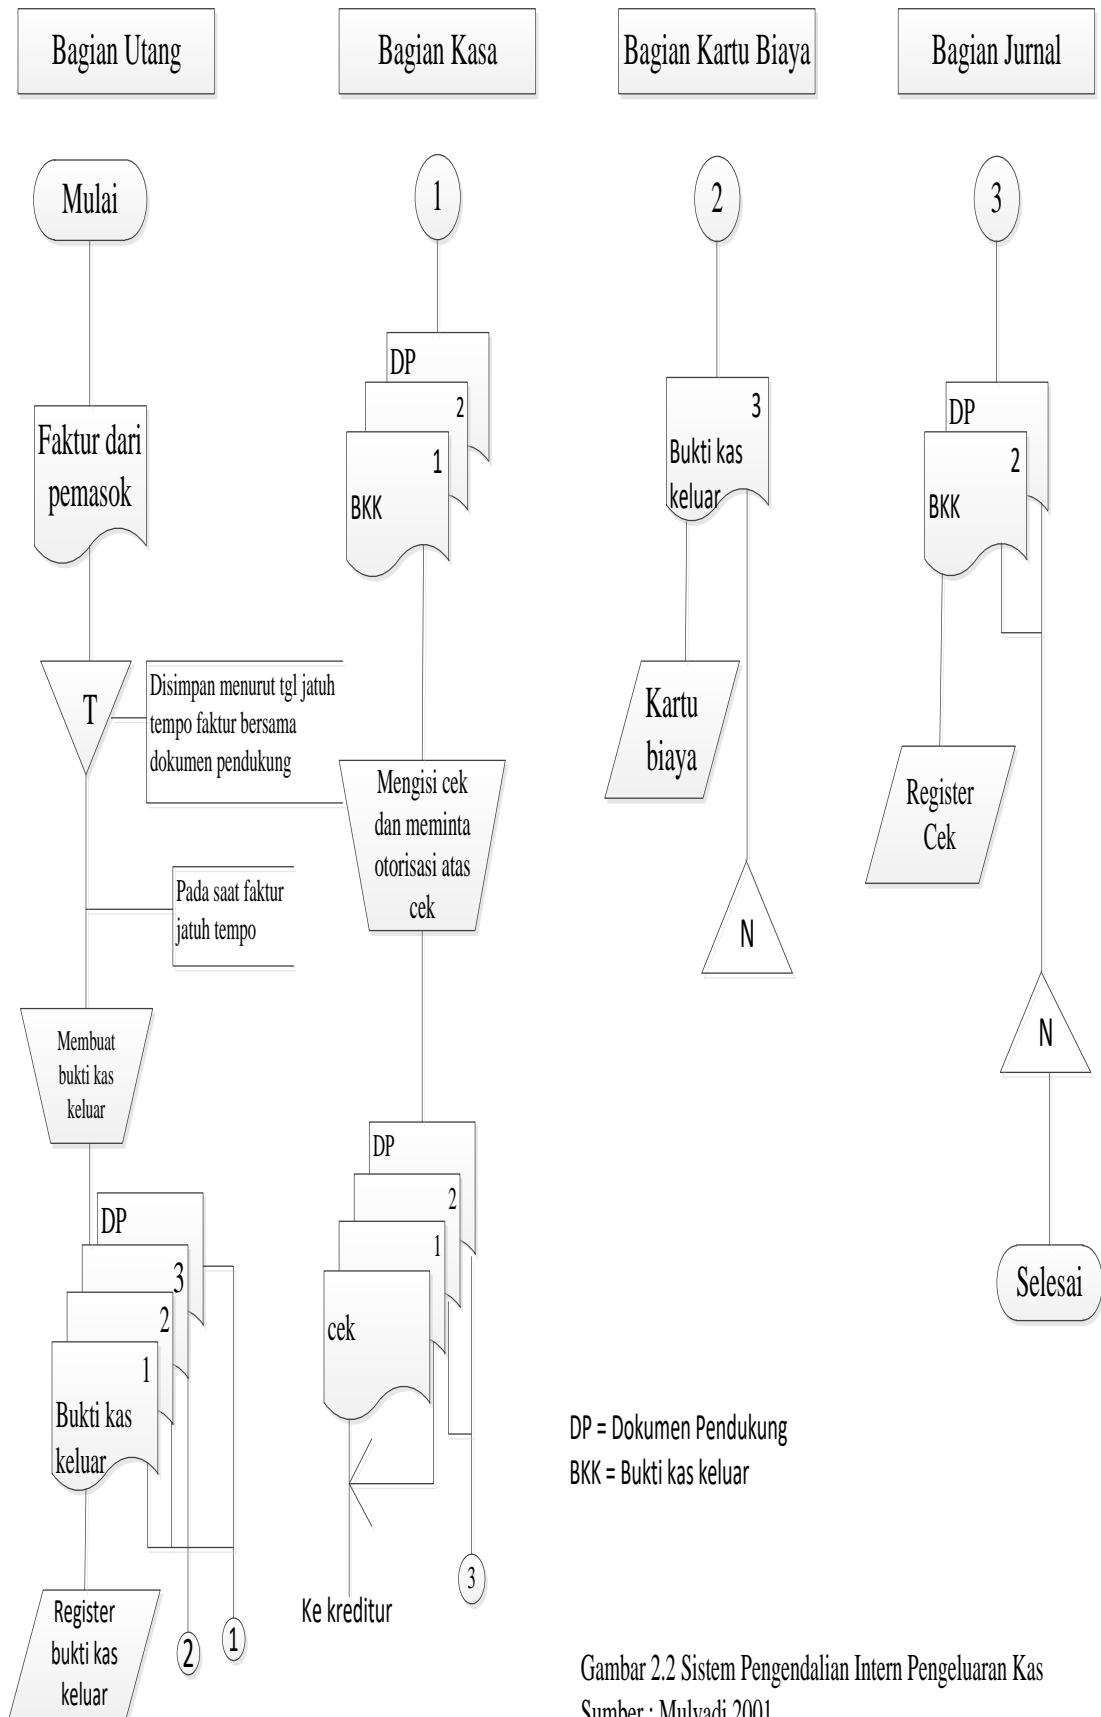 Bagian Utang
Bagian Kasa
Bagian Kartu Biaya
Bagian Jurnal
Mulai
Faktur dari
pemasok
T
Disimpan menurut tgl jatuh
tempo faktur bersama
dokumen pendukung
Pada saat faktur
jatuh tempo
Membuat
bukti kas
keluar
DP
3
2
1
Bukti kas
keluar
Register
bukti kas
keluar
2
1
1
DP
2
1
BKK
Mengisi cek
dan meminta
otorisasi atas
cek
DP
2
1
cek
Ke kreditur
3
2
3
Bukti kas
keluar
Kartu
biaya
N
3
DP
2
BKK
Register
Cek
N
Selesai
DP = Dokumen Pendukung
BKK = Bukti kas keluar
Gambar 2.2 Sistem Pengendalian Intern Pengeluaran Kas
Sumber : Mulyadi 2001